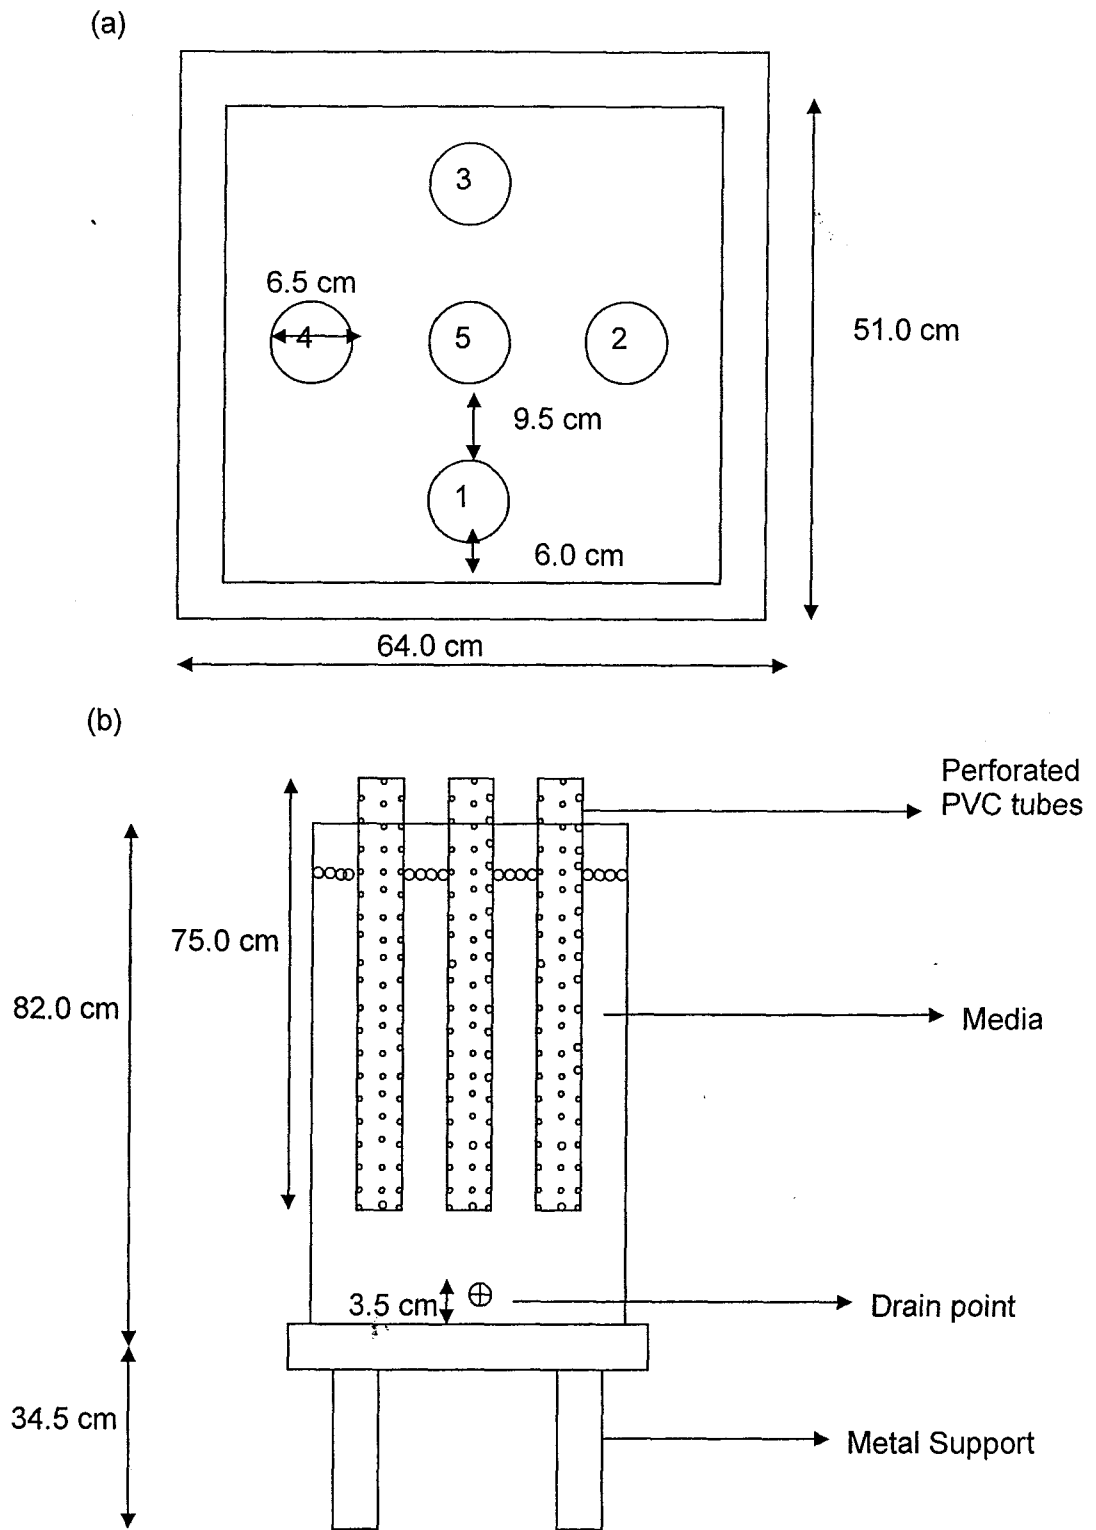 (a)
3
6.5 cm
4
5
2
51.0 cm
9.5 cm
1
6.0 cm
64.0 cm
(b)
Perforated
PVC tubes
75.0 cm
82.0 cm
Media
3.5 cm
Drain point
34.5 cm
Metal Support